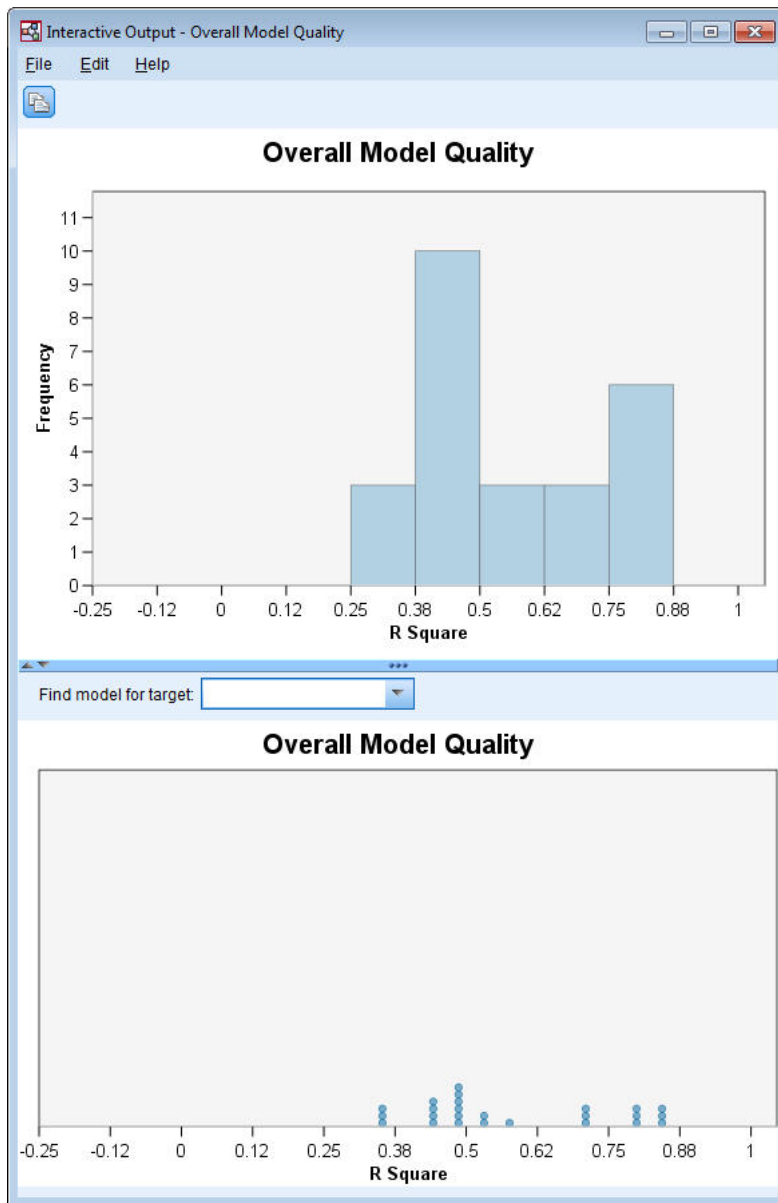 Interactive Output - Overall Model Quality
File Edit Help
Overall Model Quality
11
10
9
8
7
6
5
4
3
2
1
0
Frequency
-0.25 -0.12 0 0.12 0.25 0.38 0.5 0.62 0.75 0.88 1
R Square
Find model for target:
Overall Model Quality
-0.25 -0.12 0 0.12 0.25 0.38 0.5 0.62 0.75 0.88 1
R Square